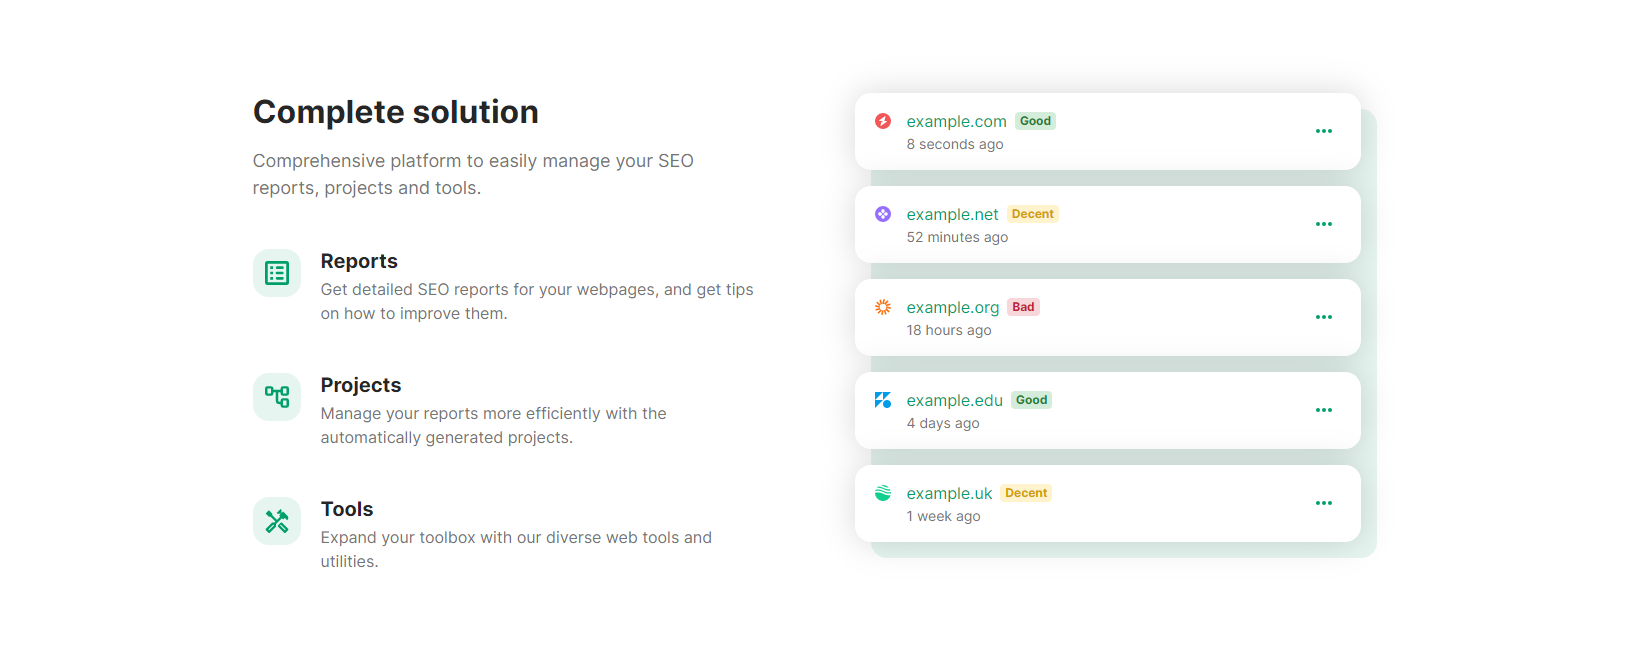 Complete solution
Comprehensive platform to easily manage your SEO
reports, projects and tools.
Reports
Get detailed SEO reports for your webpages, and get tips
on how to improve them.
Projects
Manage your reports more efficiently with the
automatically generated projects.
Tools
Expand your toolbox with our diverse web tools and
utilities.
example.com Good
8 seconds ago
example.net Decent
52 minutes ago
example.org Bad
18 hours ago
example.edu Good
4 days ago
example.uk Decent
1 week ago